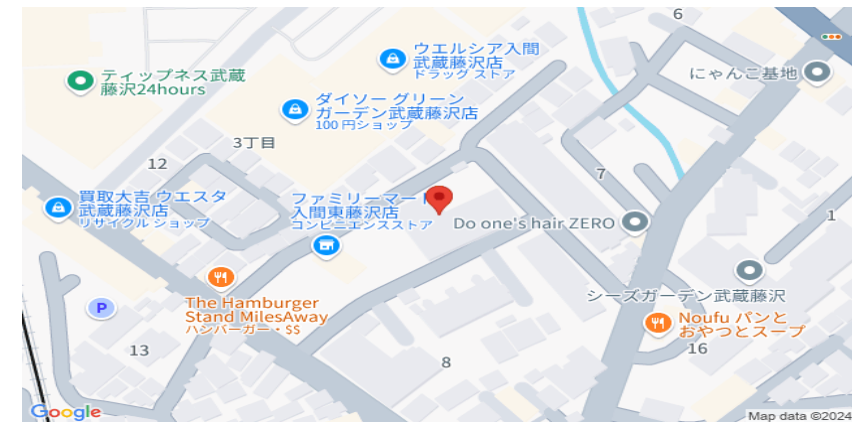 6
ウエルシア入間
武蔵藤沢店
ドラッグ ストア
にゃんこ基地
ティップネス武蔵
藤沢24hours
ダイソー グリーン
ガーデン武蔵藤沢店
100 円ショップ
3丁目
12
7
買取大吉 ウエスタ
武蔵藤沢店
リサイクル ショップ
ファミリーマート
入間東藤沢店
コンビニエンスストア
Do one's hair ZERO
1
シーズガーデン武蔵藤沢
The Hamburger
Stand MilesAway
ハンバーガー・$$
P
Noufu パンと
おやつとスープ
16
13
8
Google
Map data ©2024